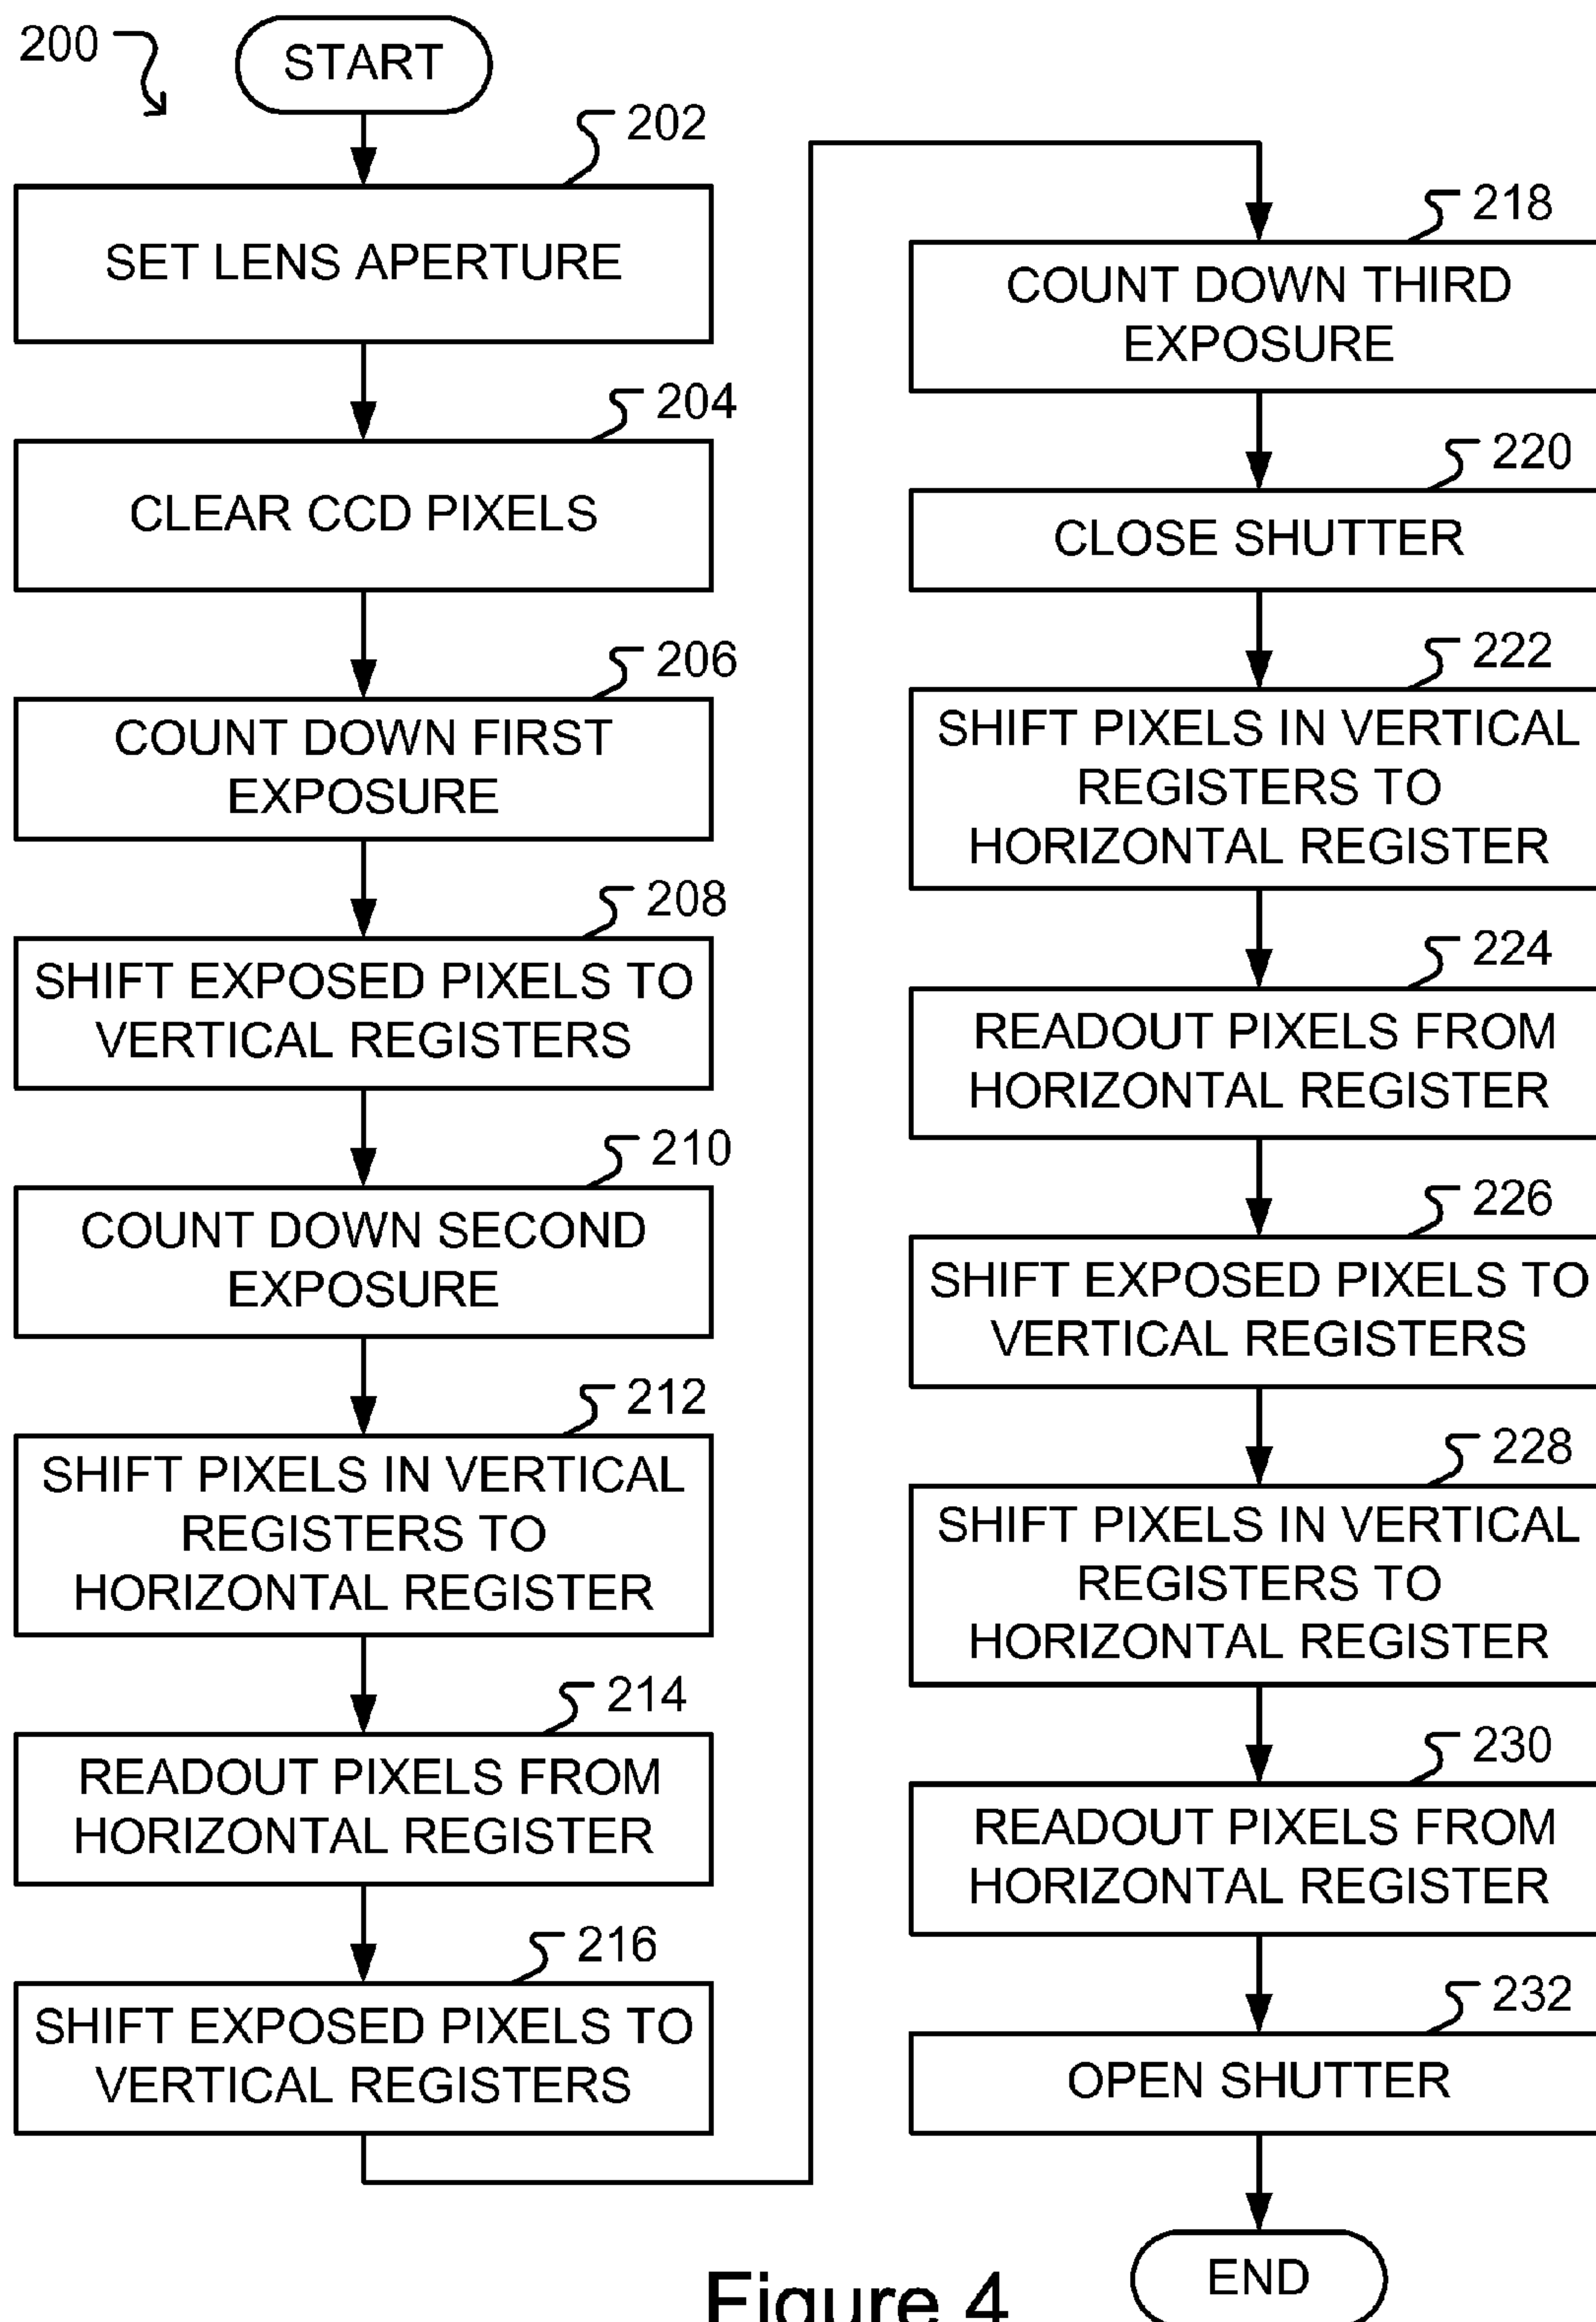 200
START
202
SET LENS APERTURE
204
CLEAR CCD PIXELS
206
COUNT DOWN FIRST
EXPOSURE
208
SHIFT EXPOSED PIXELS TO
VERTICAL REGISTERS
210
COUNT DOWN SECOND
EXPOSURE
212
SHIFT PIXELS IN VERTICAL
REGISTERS TO
HORIZONTAL REGISTER
214
READOUT PIXELS FROM
HORIZONTAL REGISTER
216
SHIFT EXPOSED PIXELS TO
VERTICAL REGISTERS
218
COUNT DOWN THIRD
EXPOSURE
220
CLOSE SHUTTER
222
SHIFT PIXELS IN VERTICAL
REGISTERS TO
HORIZONTAL REGISTER
224
READOUT PIXELS FROM
HORIZONTAL REGISTER
226
SHIFT EXPOSED PIXELS TO
VERTICAL REGISTERS
228
SHIFT PIXELS IN VERTICAL
REGISTERS TO
HORIZONTAL REGISTER
230
READOUT PIXELS FROM
HORIZONTAL REGISTER
232
OPEN SHUTTER
END
Figure 4